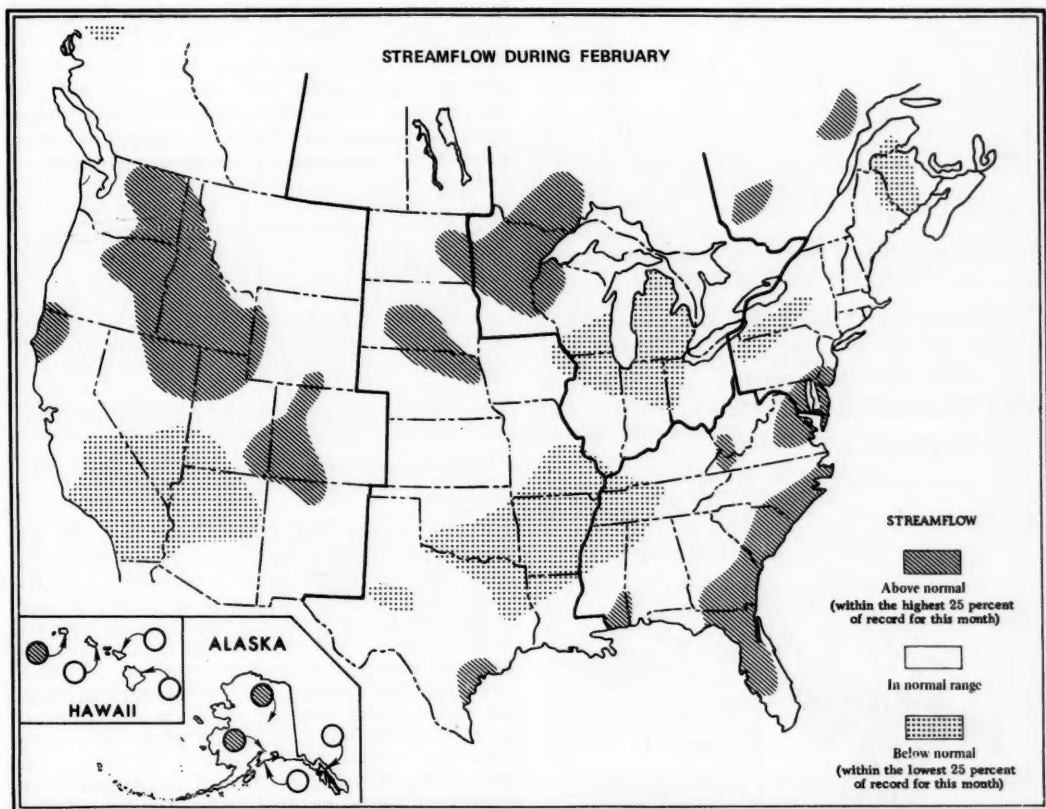 STREAMFLOW DURING FEBRUARY
STREAMFLOW
Above normal
(within the highest 25 percent
of record for this month)
In normal range
Below normal
(within the lowest 25 percent
of record for this month)
ALASKA
HAWAII